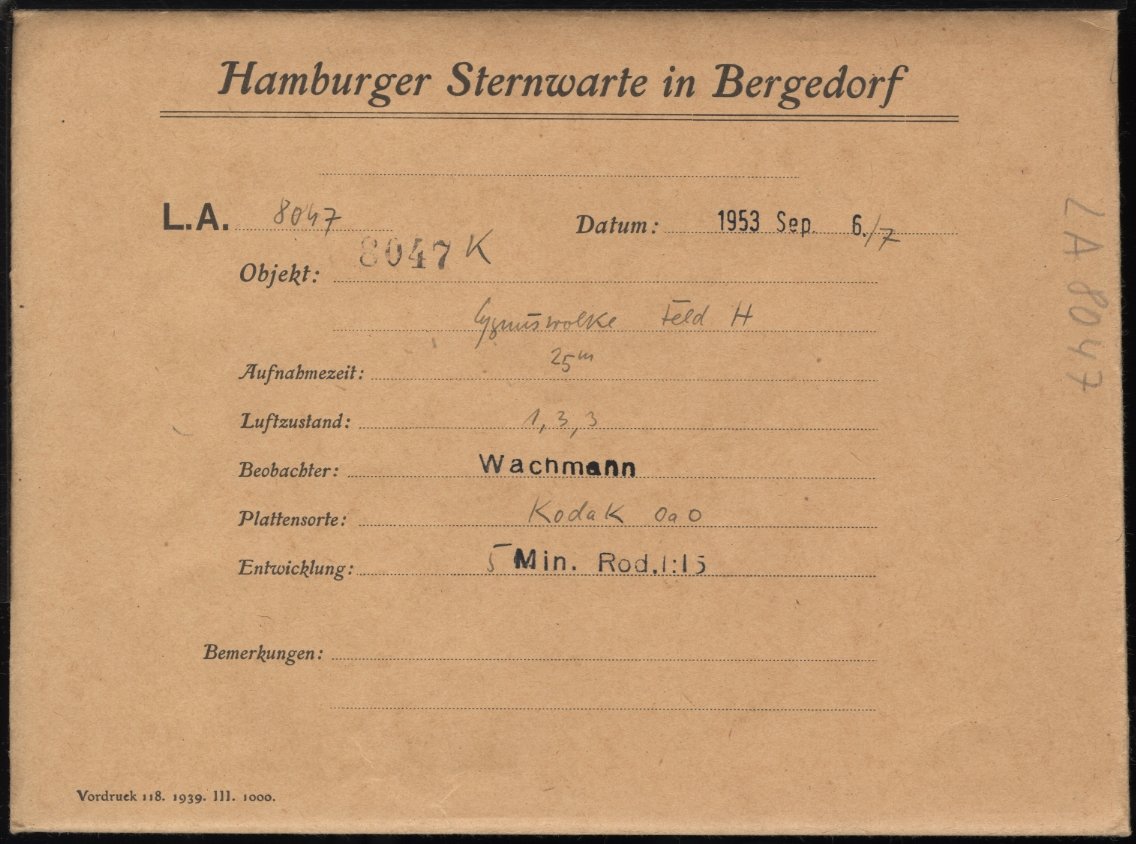 Hamburger Sternwarte in Bergedorf
L.A. 8047 Datum: 1953 Sep. 6./7
8047 K
Objekt:
Cygnuswolke Feld H
Aufnahmezeit: 25m
Luftzustand: 1, 3, 3
Beobachter: Wachmann
Plattensorte: Kodak OaO
Entwicklung: 5 Min. Rod. 1:15
Bemerkungen:
Vordruck 118. 1939. III. 1000.
LA 8047